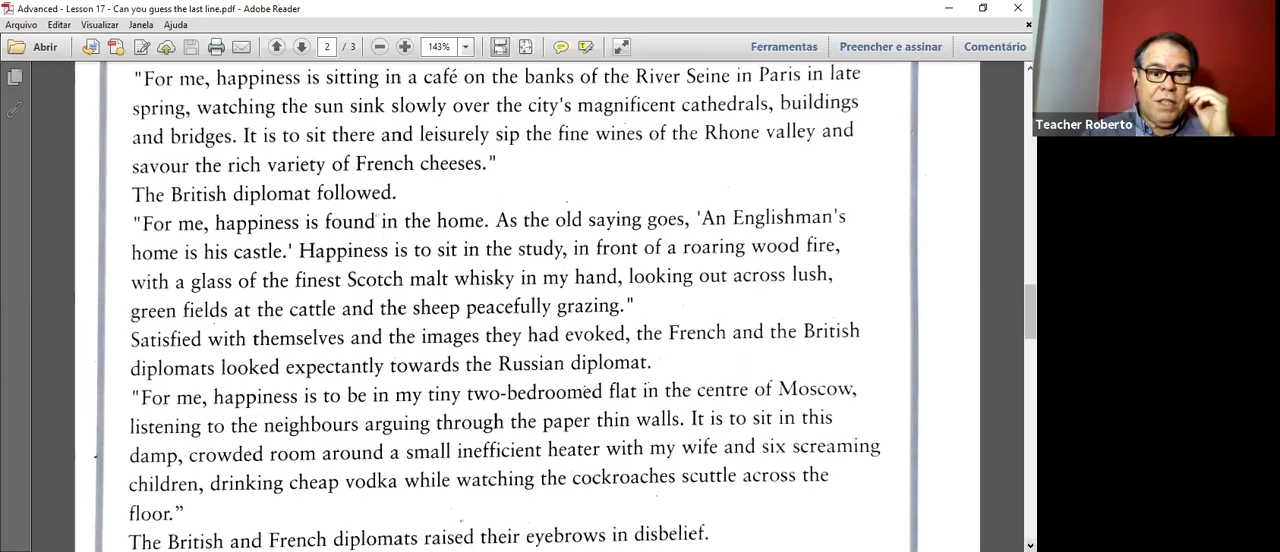 Advanced - Lesson 17 - Can you guess the last line.pdf - Adobe Reader
Arquivo Editar Visualizar Janela Ajuda
Abrir 2 / 3 143% Ferramentas Preencher e assinar Comentário
"For me, happiness is sitting in a café on the banks of the River Seine in Paris in late
spring, watching the sun sink slowly over the city's magnificent cathedrals, buildings
and bridges. It is to sit there and leisurely sip the fine wines of the Rhone valley and
savour the rich variety of French cheeses."
The British diplomat followed.
"For me, happiness is found in the home. As the old saying goes, 'An Englishman's
home is his castle.' Happiness is to sit in the study, in front of a roaring wood fire,
with a glass of the finest Scotch malt whisky in my hand, looking out across lush,
green fields at the cattle and the sheep peacefully grazing."
Satisfied with themselves and the images they had evoked, the French and the British
diplomats looked expectantly towards the Russian diplomat.
"For me, happiness is to be in my tiny two-bedroomed flat in the centre of Moscow,
listening to the neighbours arguing through the paper thin walls. It is to sit in this
damp, crowded room around a small inefficient heater with my wife and six screaming
children, drinking cheap vodka while watching the cockroaches scuttle across the
floor."
The British and French diplomats raised their eyebrows in disbelief.
Teacher Roberto